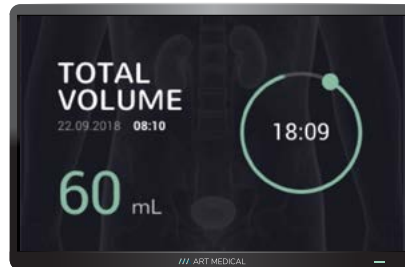 TOTAL
VOLUME
22.09.2018 08:10
18:09
60 mL
/// ART MEDICAL